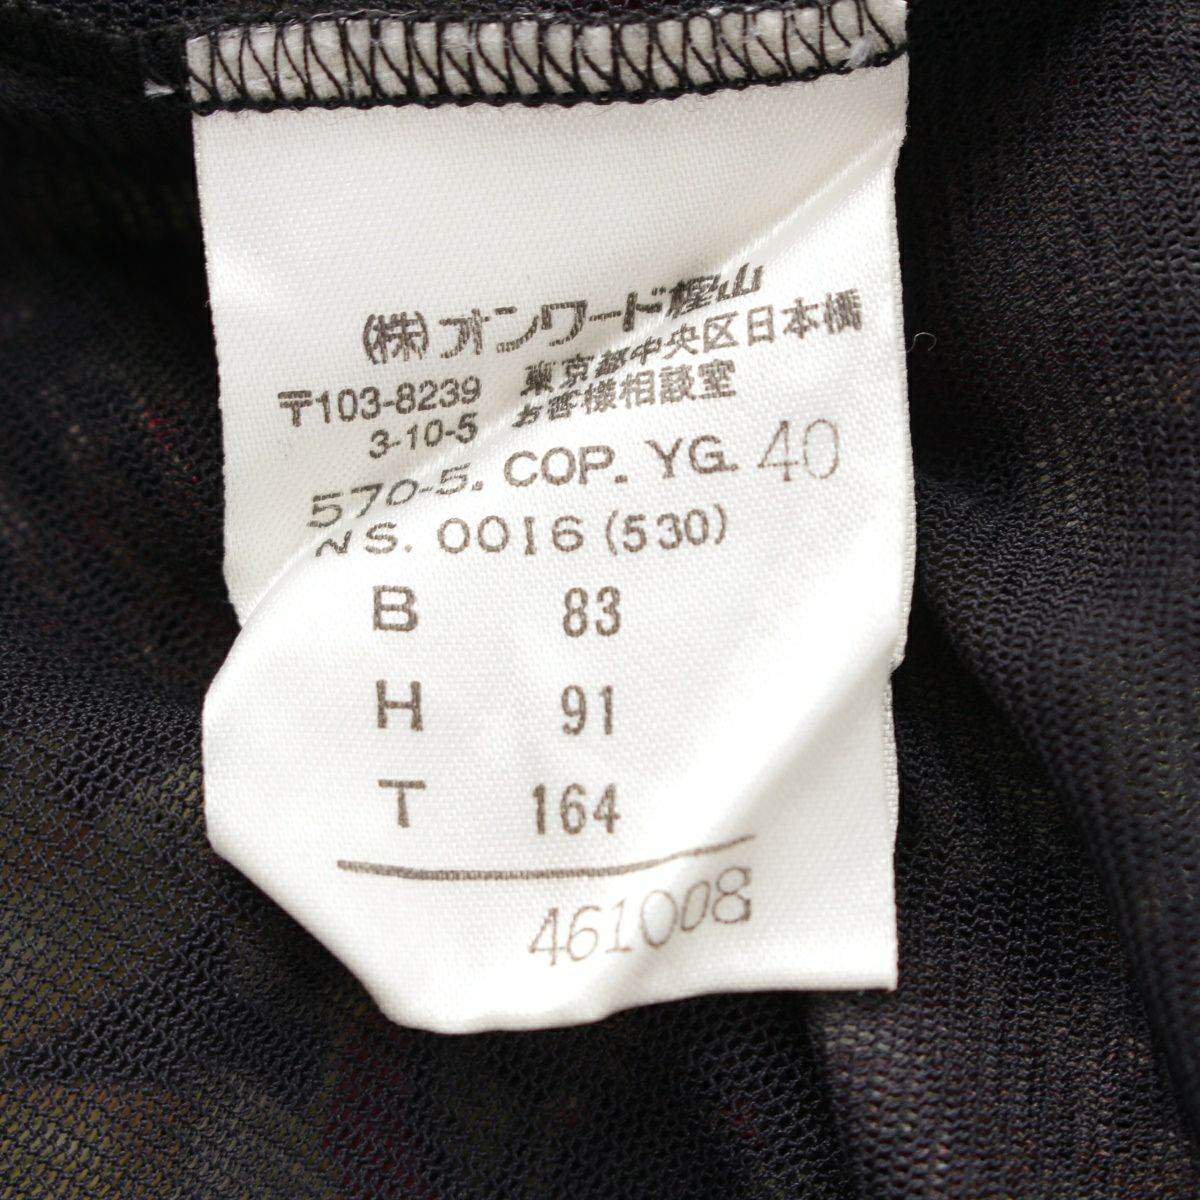 (株)オンワード樫山
〒103-8239 東京都中央区日本橋
3-10-5 お客様相談室
570-5. COP. YG. 40
NS. 0016 (530)
B 83
H 91
T 164
461008